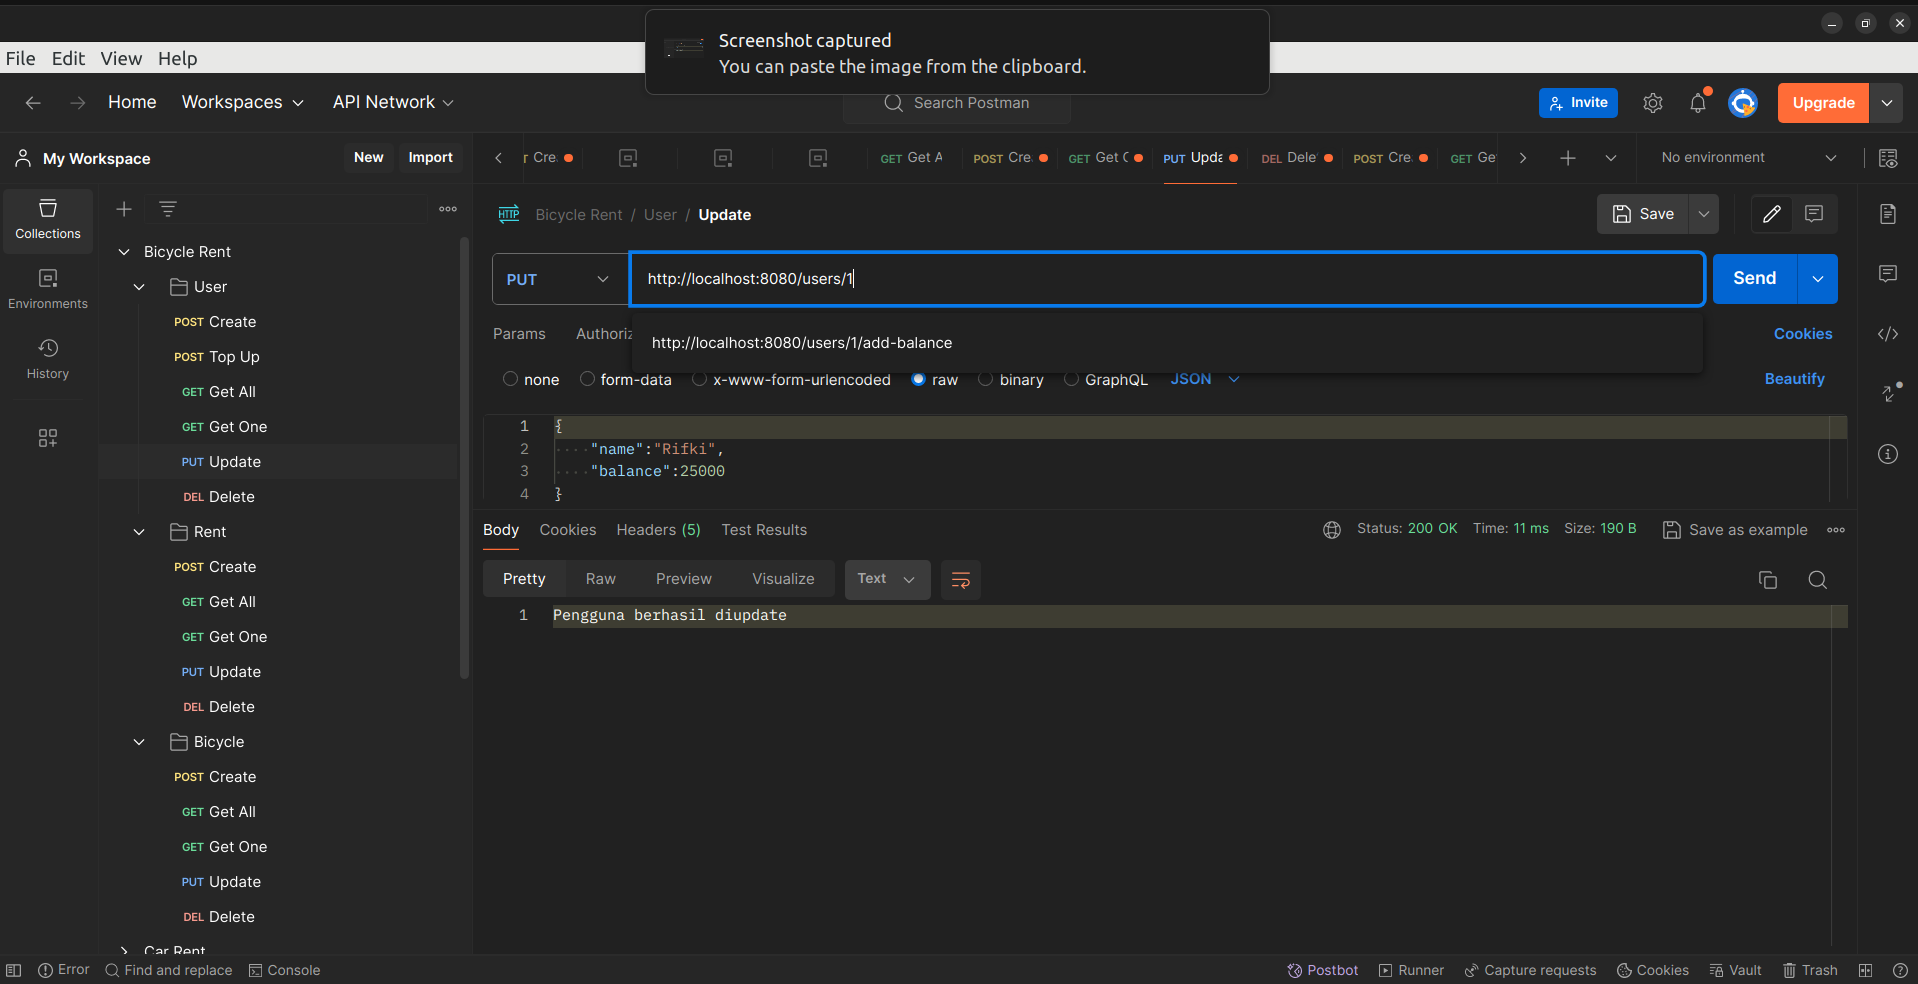 Screenshot captured
You can paste the image from the clipboard.
File Edit View Help
Home Workspaces API Network Search Postman Invite Upgrade
My Workspace New Import
Cre GET Get A POST Cre GET Get PUT Upda DEL Dele POST Cre GET Ge No environment
Collections
Environments
History
Bicycle Rent
User
POST Create
POST Top Up
GET Get All
GET Get One
PUT Update
DEL Delete
Rent
POST Create
GET Get All
GET Get One
PUT Update
DEL Delete
Bicycle
POST Create
GET Get All
GET Get One
PUT Update
DEL Delete
Car Rent
HTTP Bicycle Rent / User / Update Save
PUT http://localhost:8080/users/1 Send
Params Authoriz Cookies
http://localhost:8080/users/1/add-balance
none form-data x-www-form-urlencoded raw binary GraphQL JSON Beautify
1 {
2 "name":"Rifki",
3 "balance":25000
4 }
Body Cookies Headers (5) Test Results Status: 200 OK Time: 11 ms Size: 190 B Save as example
Pretty Raw Preview Visualize Text
1 Pengguna berhasil diupdate
Error Find and replace Console Postbot Runner Capture requests Cookies Vault Trash